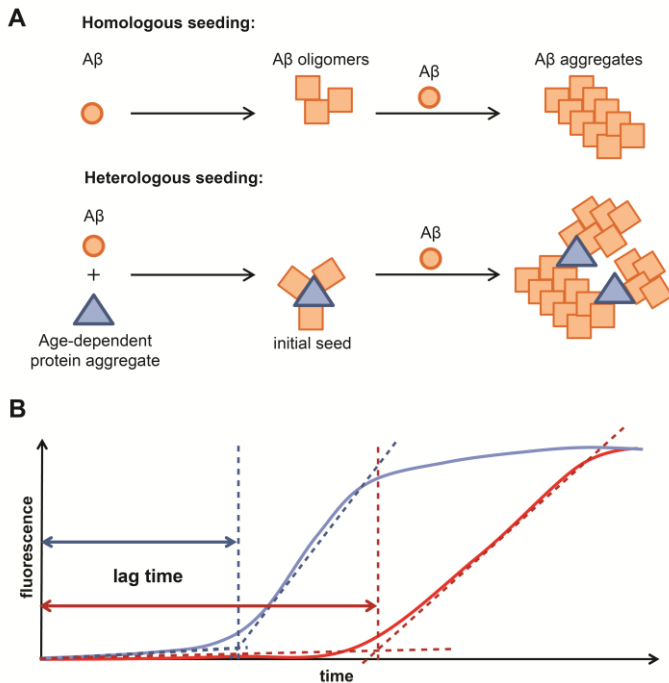 A
Homologous seeding:
Aβ
Aβ oligomers
Aβ
Aβ aggregates
Heterologous seeding:
Aβ
+
Aβ
Age-dependent
protein aggregate
initial seed
B
fluorescence
lag time
time